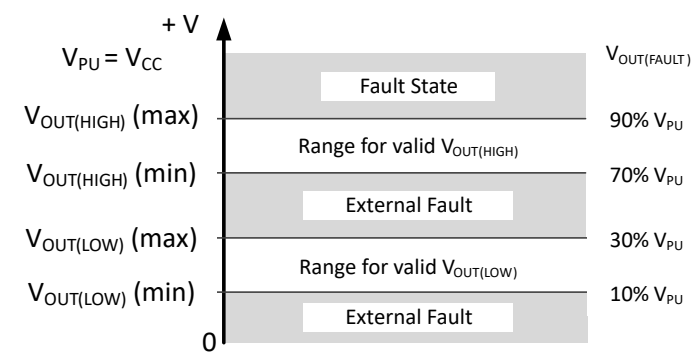 + V
V_PU = V_CC
V_OUT(FAULT)
Fault State
V_OUT(HIGH) (max)
90% V_PU
Range for valid V_OUT(HIGH)
V_OUT(HIGH) (min)
70% V_PU
External Fault
V_OUT(LOW) (max)
30% V_PU
Range for valid V_OUT(LOW)
V_OUT(LOW) (min)
10% V_PU
External Fault
0